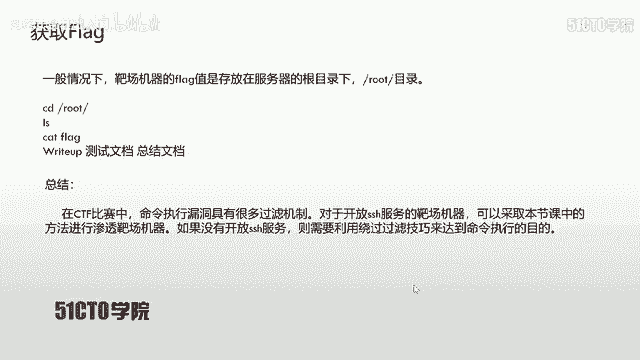 获取Flag
51CTO学院
一般情况下，靶场机器的flag值是存放在服务器的根目录下，/root/目录。
cd /root/
ls
cat flag
Writeup 测试文档 总结文档
总结：
在CTF比赛中，命令执行漏洞具有很多过滤机制。对于开放ssh服务的靶场机器，可以采取本节课中的
方法进行渗透靶场机器。如果没有开放ssh服务，则需要利用绕过过滤技巧来达到命令执行的目的。
51CTO学院